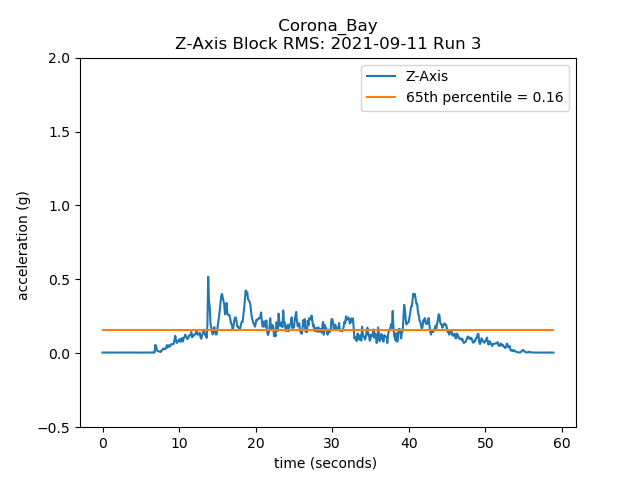 Corona_Bay
Z-Axis Block RMS: 2021-09-11 Run 3
2.0
1.5
1.0
0.5
0.0
−0.5
acceleration (g)
Z-Axis
65th percentile = 0.16
0 10 20 30 40 50 60
time (seconds)